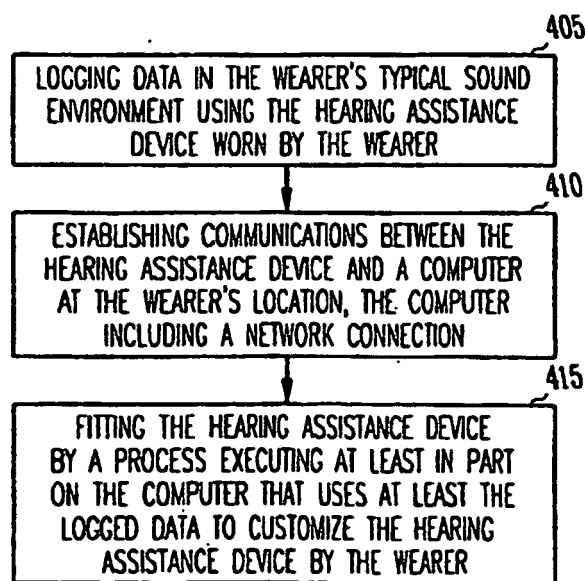 405
LOGGING DATA IN THE WEARER'S TYPICAL SOUND
ENVIRONMENT USING THE HEARING ASSISTANCE
DEVICE WORN BY THE WEARER
410
ESTABLISHING COMMUNICATIONS BETWEEN THE
HEARING ASSISTANCE DEVICE AND A COMPUTER
AT THE WEARER'S LOCATION, THE COMPUTER
INCLUDING A NETWORK CONNECTION
415
FITTING THE HEARING ASSISTANCE DEVICE
BY A PROCESS EXECUTING AT LEAST IN PART
ON THE COMPUTER THAT USES AT LEAST THE
LOGGED DATA TO CUSTOMIZE THE HEARING
ASSISTANCE DEVICE BY THE WEARER